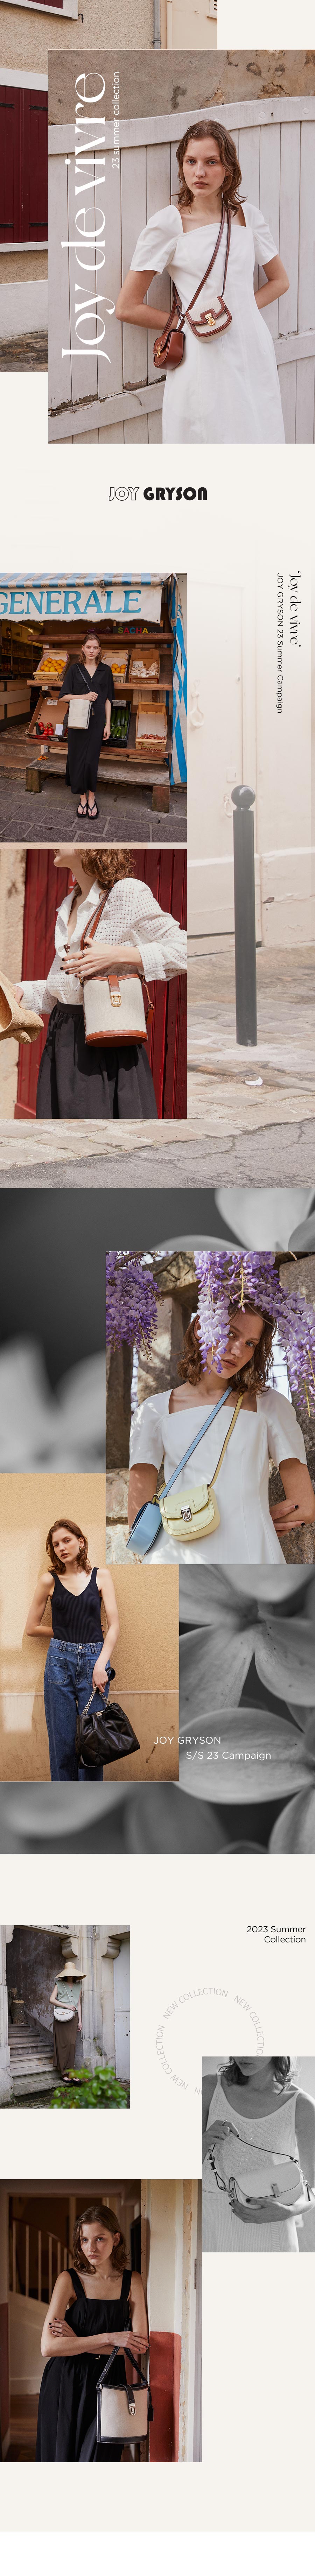 Joy de vivre
23 summer collection
JOY GRYSON
'Joy de vivre'
JOY GRYSON 23 Summer Campaign
GENERALE
JOY GRYSON
S/S 23 Campaign
2023 Summer
Collection
NEW COLLECTION NEW COLLECTION NEW COLLECTION